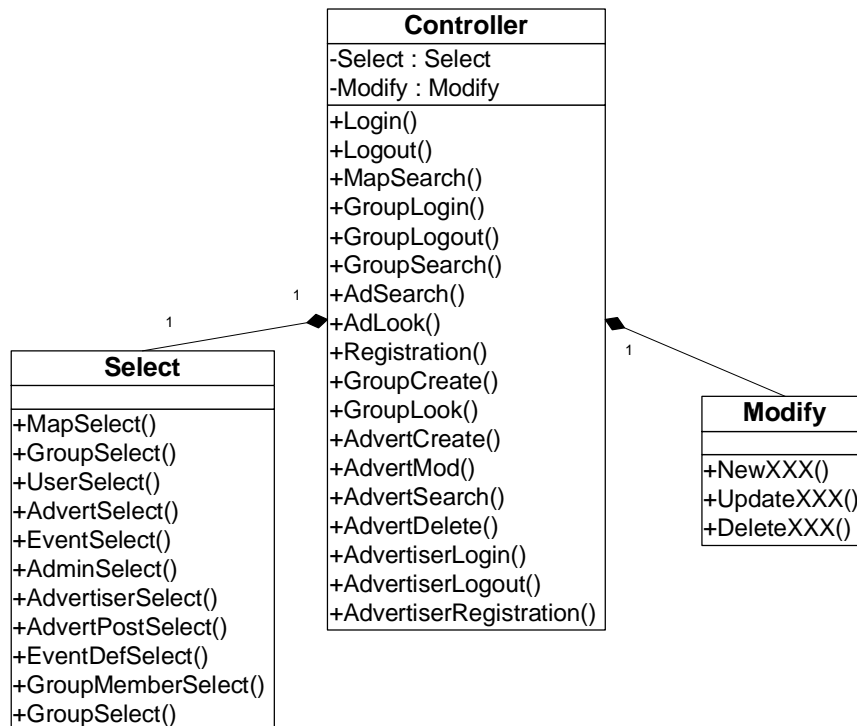 Controller
-Select : Select
-Modify : Modify
+Login()
+Logout()
+MapSearch()
+GroupLogin()
+GroupLogout()
+GroupSearch()
+AdSearch()
+AdLook()
+Registration()
+GroupCreate()
+GroupLook()
+AdvertCreate()
+AdvertMod()
+AdvertSearch()
+AdvertDelete()
+AdvertiserLogin()
+AdvertiserLogout()
+AdvertiserRegistration()
1
1
1
Select
+MapSelect()
+GroupSelect()
+UserSelect()
+AdvertSelect()
+EventSelect()
+AdminSelect()
+AdvertiserSelect()
+AdvertPostSelect()
+EventDefSelect()
+GroupMemberSelect()
+GroupSelect()
Modify
+NewXXX()
+UpdateXXX()
+DeleteXXX()